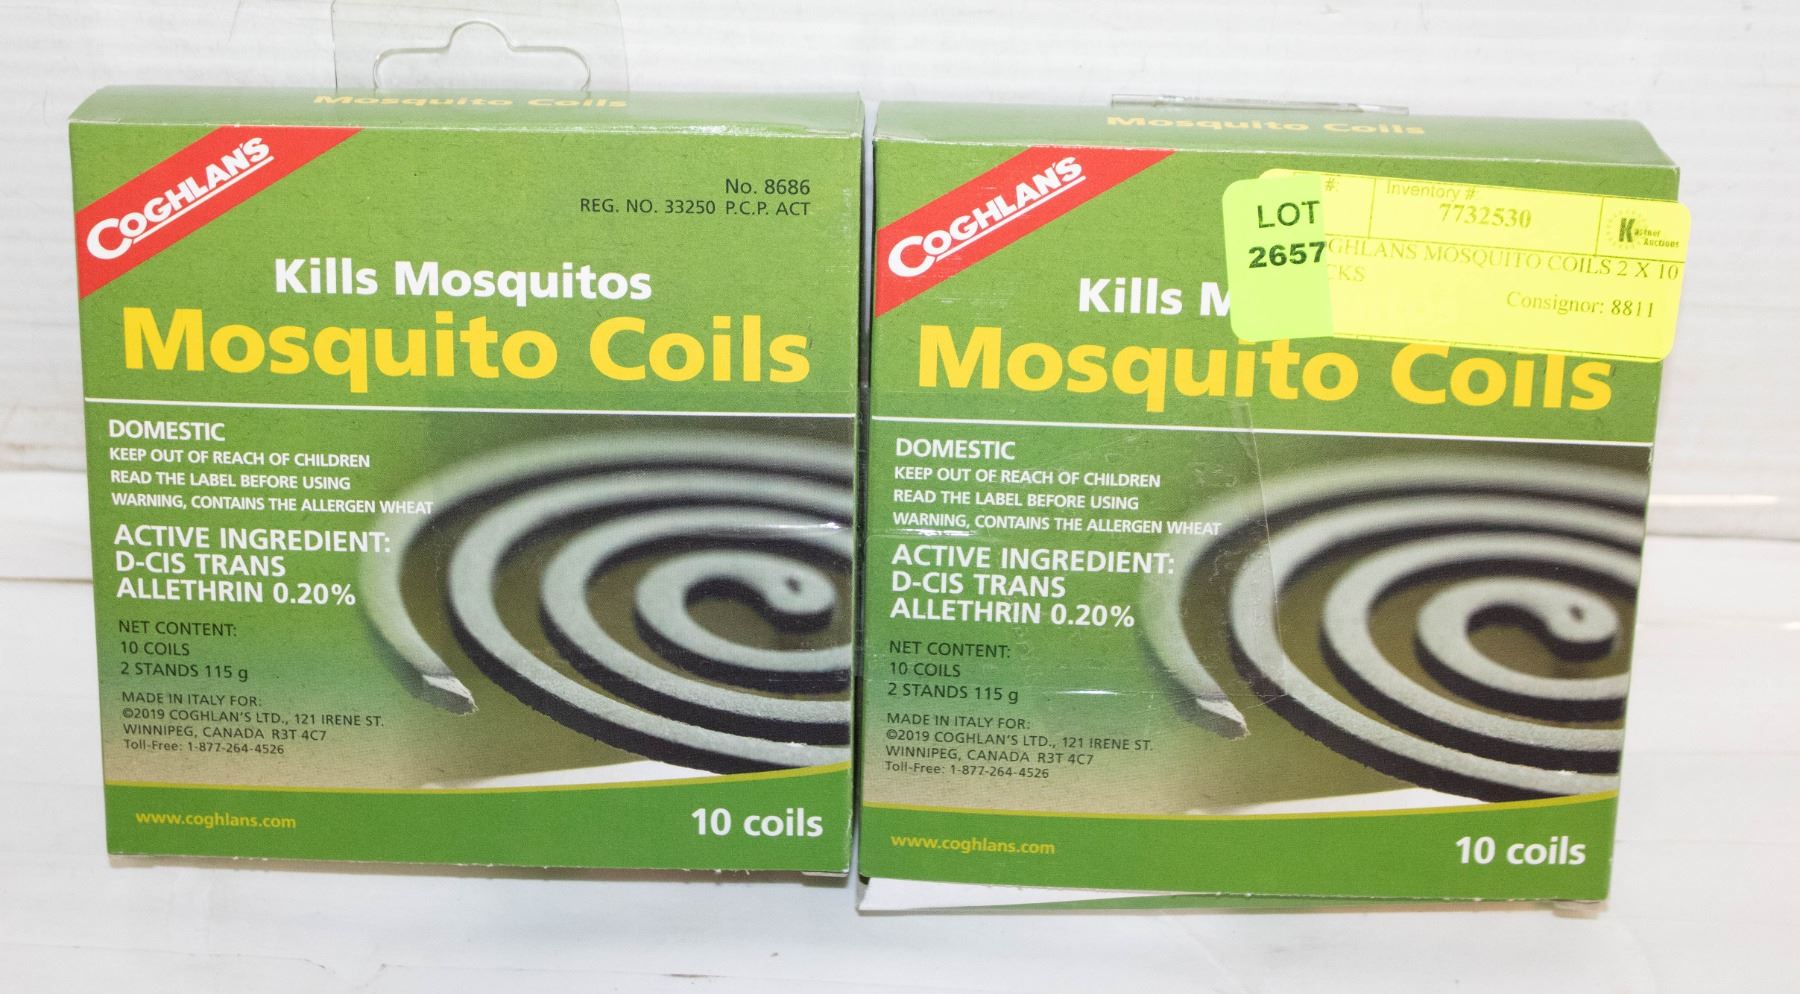 Mosquito Coils
COGHLAN'S
No. 8686
REG. NO. 33250 P.C.P. ACT
Kills Mosquitos
Mosquito Coils
DOMESTIC
KEEP OUT OF REACH OF CHILDREN
READ THE LABEL BEFORE USING
WARNING, CONTAINS THE ALLERGEN WHEAT
ACTIVE INGREDIENT:
D-CIS TRANS
ALLETHRIN 0.20%
NET CONTENT:
10 COILS
2 STANDS 115 g
MADE IN ITALY FOR:
©2019 COGHLAN'S LTD., 121 IRENE ST.
WINNIPEG, CANADA R3T 4C7
Toll-Free: 1-877-264-4526
www.coghlans.com
10 coils
Mosquito Coils
COGHLAN'S
LOT
2657
#:
Inventory #
7732530
Kastner
Auctions
GHLANS MOSQUITO COILS 2 X 10
CKS
Consignor: 8811
Kills M
Mosquito Coils
DOMESTIC
KEEP OUT OF REACH OF CHILDREN
READ THE LABEL BEFORE USING
WARNING, CONTAINS THE ALLERGEN WHEAT
ACTIVE INGREDIENT:
D-CIS TRANS
ALLETHRIN 0.20%
NET CONTENT:
10 COILS
2 STANDS 115 g
MADE IN ITALY FOR:
©2019 COGHLAN'S LTD., 121 IRENE ST.
WINNIPEG, CANADA R3T 4C7
Toll-Free: 1-877-264-4526
www.coghlans.com
10 coils